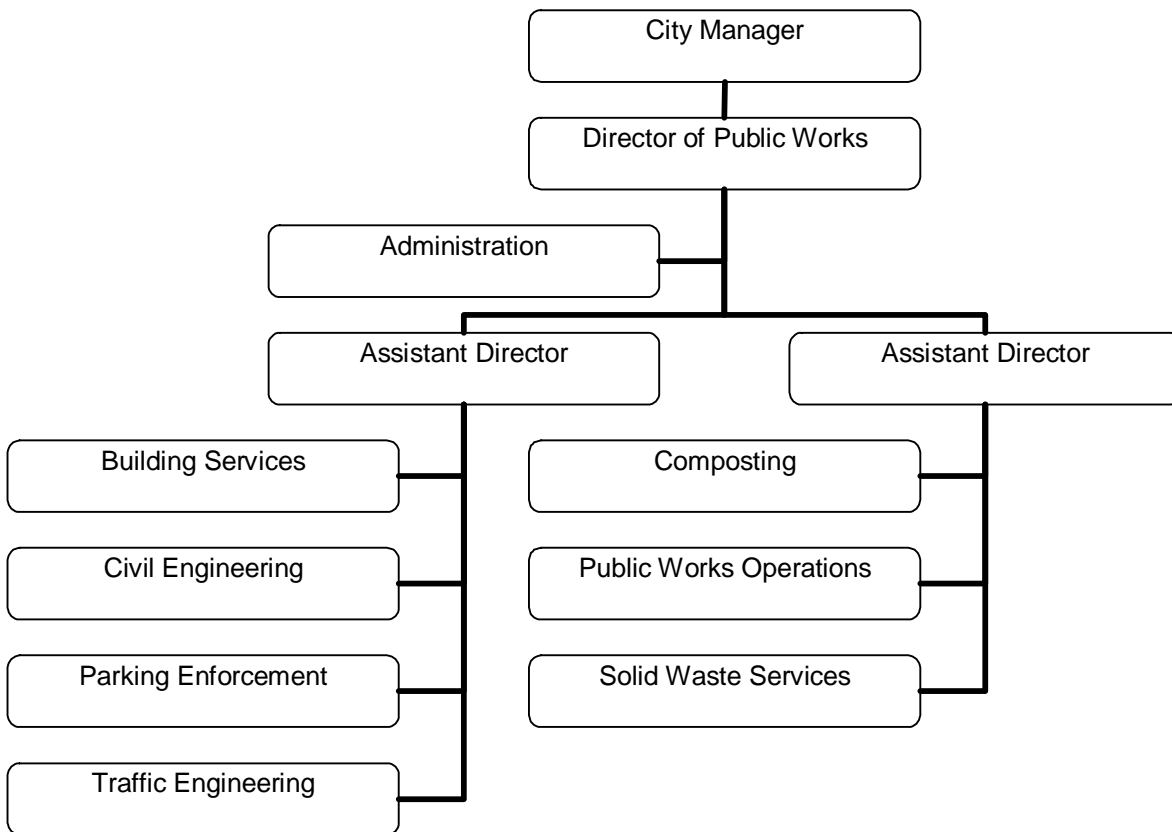 City Manager
Director of Public Works
Administration
Assistant Director
Assistant Director
Building Services
Composting
Civil Engineering
Public Works Operations
Parking Enforcement
Solid Waste Services
Traffic Engineering